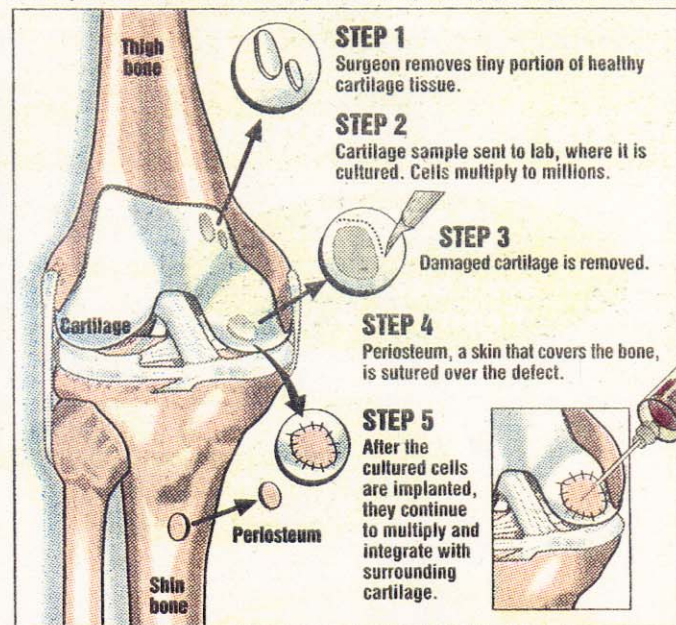 Thigh
bone
STEP 1
Surgeon removes tiny portion of healthy
cartilage tissue.
STEP 2
Cartilage sample sent to lab, where it is
cultured. Cells multiply to millions.
STEP 3
Damaged cartilage is removed.
Cartilage
STEP 4
Periosteum, a skin that covers the bone,
is sutured over the defect.
STEP 5
After the
cultured cells
are implanted,
they continue
to multiply and
integrate with
surrounding
cartilage.
Periosteum
Shin
bone